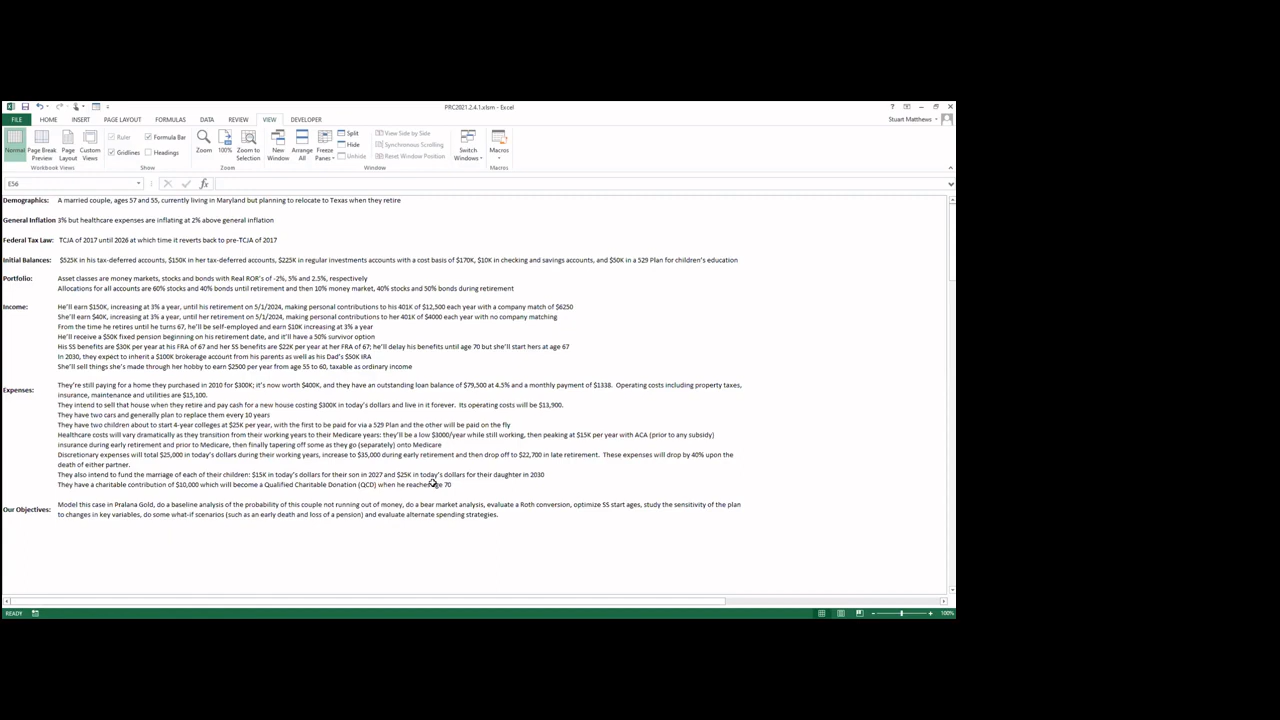 PRC2021.2.4.1.xlsm - Excel
FILE HOME INSERT PAGE LAYOUT FORMULAS DATA REVIEW VIEW DEVELOPER Stuart Matthews
Normal Page Break Preview Page Layout Custom Views
Ruler Formula Bar
Gridlines Headings
Zoom 100% Zoom to Selection
New Window Arrange All Freeze Panes
Split
Hide
Unhide
View Side by Side
Synchronous Scrolling
Reset Window Position
Switch Windows
Macros
Workbook Views Show Zoom Window Macros
E56 fx
Demographics: A married couple, ages 57 and 55, currently living in Maryland but planning to relocate to Texas when they retire
General Inflation 3% but healthcare expenses are inflating at 2% above general inflation
Federal Tax Law: TCJA of 2017 until 2026 at which time it reverts back to pre-TCJA of 2017
Initial Balances: $525K in his tax-deferred accounts, $150K in her tax-deferred accounts, $225K in regular investments accounts with a cost basis of $170K, $10K in checking and savings accounts, and $50K in a 529 Plan for children's education
Portfolio: Asset classes are money markets, stocks and bonds with Real ROR's of -2%, 5% and 2.5%, respectively
Allocations for all accounts are 60% stocks and 40% bonds until retirement and then 10% money market, 40% stocks and 50% bonds during retirement
Income: He'll earn $150K, increasing at 3% a year, until his retirement on 5/1/2024, making personal contributions to his 401K of $12,500 each year with a company match of $6250
She'll earn $40K, increasing at 3% a year, until her retirement on 5/1/2024, making personal contributions to her 401K of $4000 each year with no company matching
From the time he retires until he turns 67, he'll be self-employed and earn $10K increasing at 3% a year
He'll receive a $50K fixed pension beginning on his retirement date, and it'll have a 50% survivor option
His SS benefits are $30K per year at his FRA of 67 and her SS benefits are $22K per year at her FRA of 67; he'll delay his benefits until age 70 but she'll start hers at age 67
In 2030, they expect to inherit a $100K brokerage account from his parents as well as his Dad's $50K IRA
She'll sell things she's made through her hobby to earn $2500 per year from age 55 to 60, taxable as ordinary income
Expenses: They're still paying for a home they purchased in 2010 for $300K; it's now worth $400K, and they have an outstanding loan balance of $79,500 at 4.5% and a monthly payment of $1338. Operating costs including property taxes,
insurance, maintenance and utilities are $15,100.
They intend to sell that house when they retire and pay cash for a new house costing $300K in today's dollars and live in it forever. Its operating costs will be $13,900.
They have two cars and generally plan to replace them every 10 years
They have two children about to start 4-year colleges at $25K per year, with the first to be paid for via a 529 Plan and the other will be paid on the fly
Healthcare costs will vary dramatically as they transition from their working years to their Medicare years: they'll be a low $3000/year while still working, then peaking at $15K per year with ACA (prior to any subsidy)
insurance during early retirement and prior to Medicare, then finally tapering off some as they go (separately) onto Medicare
Discretionary expenses will total $25,000 in today's dollars during their working years, increase to $35,000 during early retirement and then drop off to $22,700 in late retirement. These expenses will drop by 40% upon the
death of either partner.
They also intend to fund the marriage of each of their children: $15K in today's dollars for their son in 2027 and $25K in today's dollars for their daughter in 2030
They have a charitable contribution of $10,000 which will become a Qualified Charitable Donation (QCD) when he reaches age 70
Our Objectives: Model this case in Pralana Gold, do a baseline analysis of the probability of this couple not running out of money, do a bear market analysis, evaluate a Roth conversion, optimize SS start ages, study the sensitivity of the plan
to changes in key variables, do some what-if scenarios (such as an early death and loss of a pension) and evaluate alternate spending strategies.
READY 100%